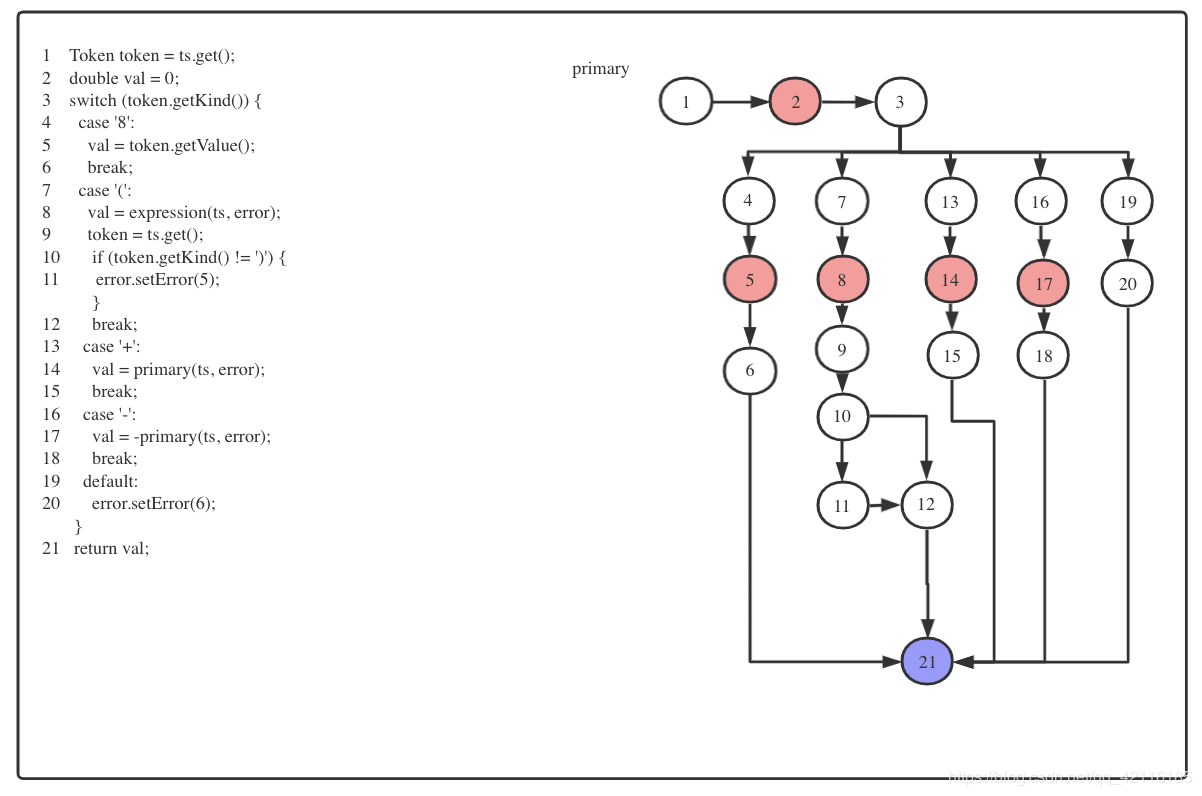 1 Token token = ts.get();
2 double val = 0;
3 switch (token.getKind()) {
4 case '8':
5 val = token.getValue();
6 break;
7 case '(':
8 val = expression(ts, error);
9 token = ts.get();
10 if (token.getKind() != ')') {
11 error.setError(5);
}
12 break;
13 case '+':
14 val = primary(ts, error);
15 break;
16 case '-':
17 val = -primary(ts, error);
18 break;
19 default:
20 error.setError(6);
}
21 return val;
primary
1 2 3
4 7 13 16 19
5 8 14 17 20
6 9 15 18
10
11 12
21